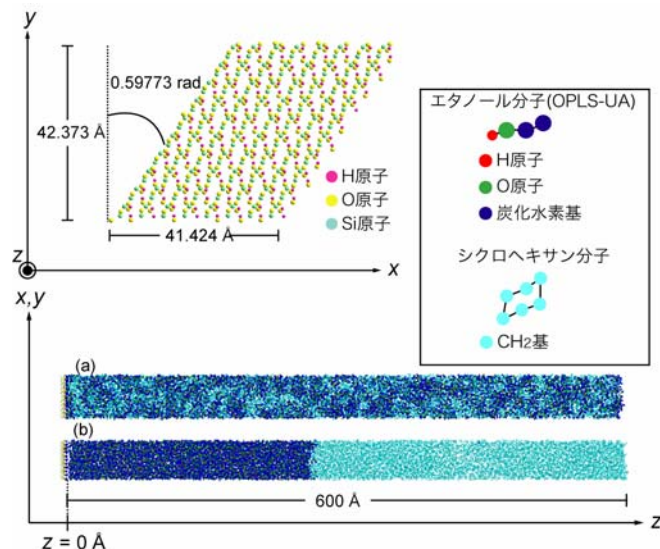 y
0.59773 rad
42.373 Å
H原子
O原子
Si原子
41.424 Å
z
x
エタノール分子(OPLS-UA)
H原子
O原子
炭化水素基
シクロヘキサン分子
CH2基
x,y
(a)
(b)
600 Å
z
z = 0 Å